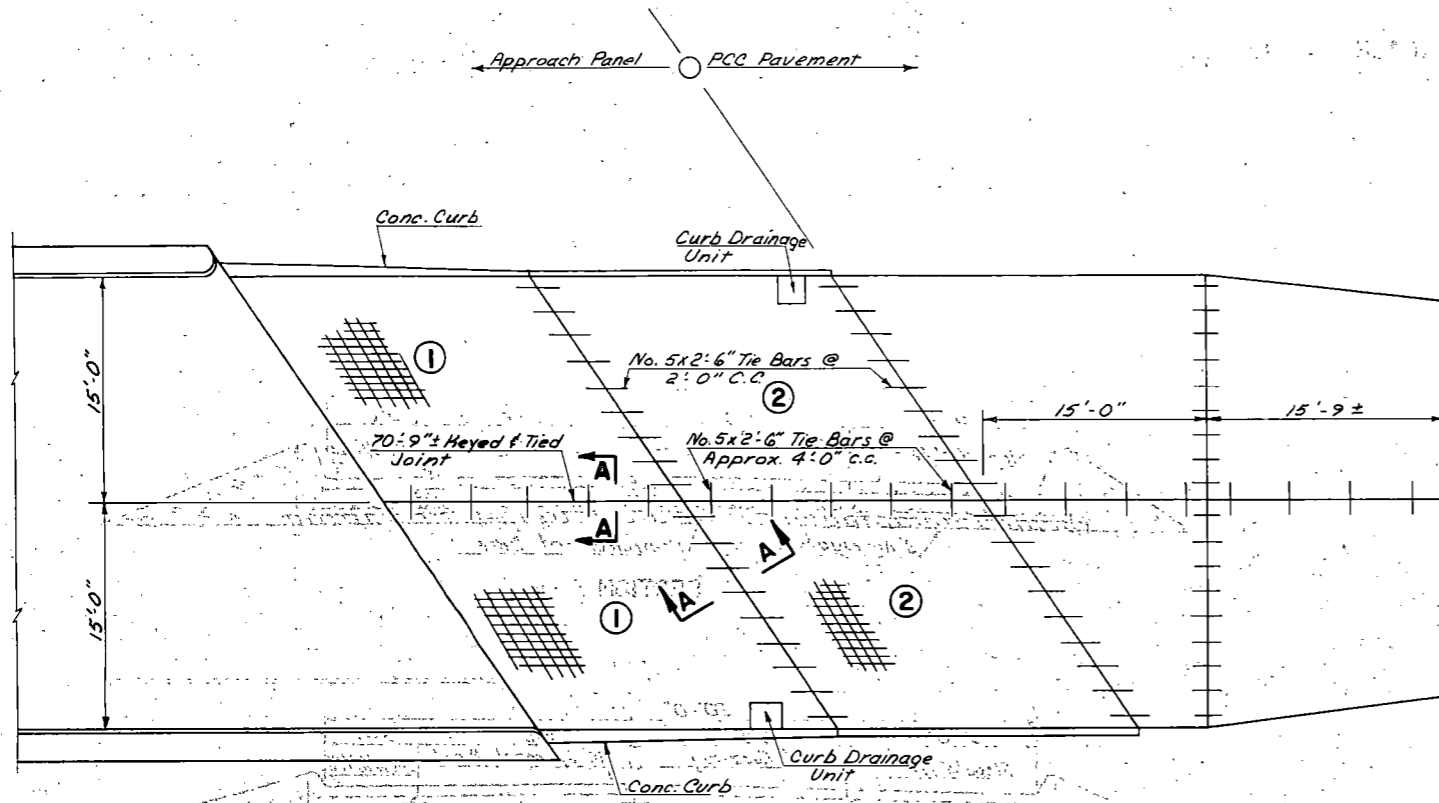 Approach Panel PCC Pavement
Conc. Curb
Curb Drainage
Unit
15'-0"
1
No. 5x2'-6" Tie Bars @
2'-0" C.C.
2
15'-0" 15'-9 ±
70'-9"± Keyed & Tied
Joint
No. 5x2'-6" Tie Bars @
Approx. 4'-0" c.c.
A
A
A
A
15'-0"
1
2
Curb Drainage
Unit
Conc. Curb